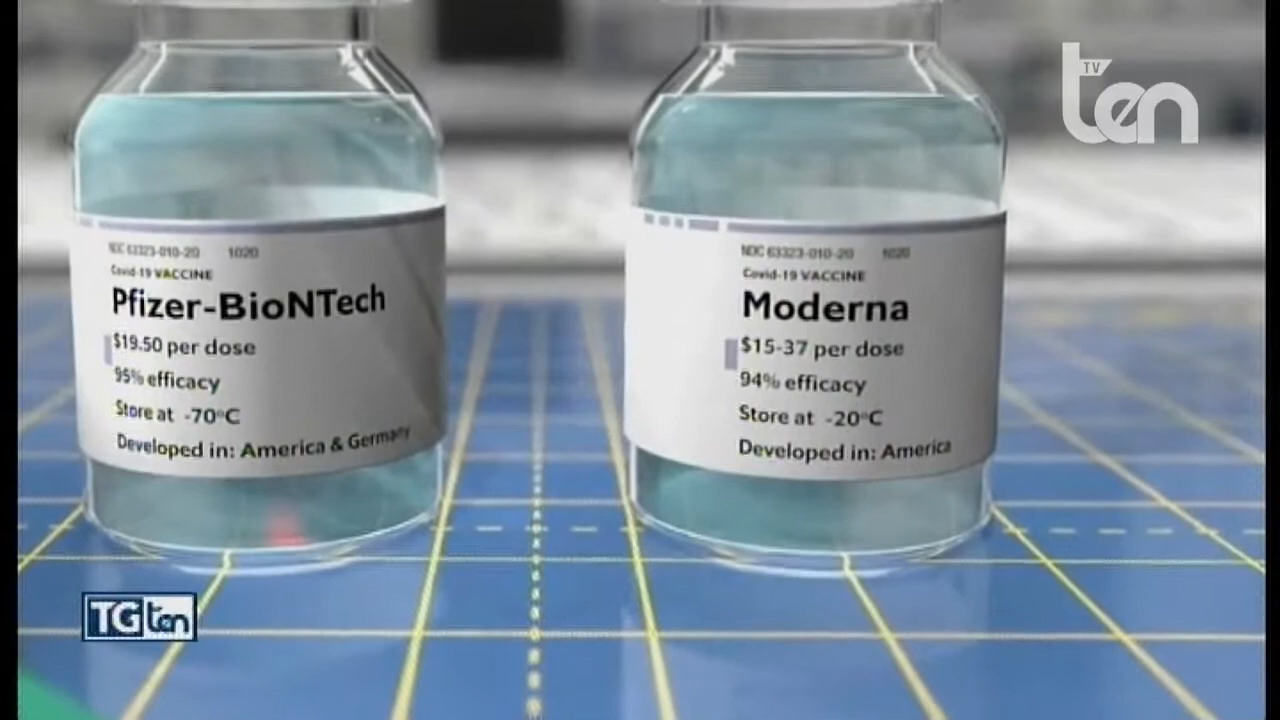 TV
ten
NDC 63323-010-20 1020
Covid-19 VACCINE
Pfizer-BioNTech
$19.50 per dose
95% efficacy
Store at -70°C
Developed in: America & Germany
NDC 63323-010-20 1020
Covid-19 VACCINE
Moderna
$15-37 per dose
94% efficacy
Store at -20°C
Developed in: America
TG ten